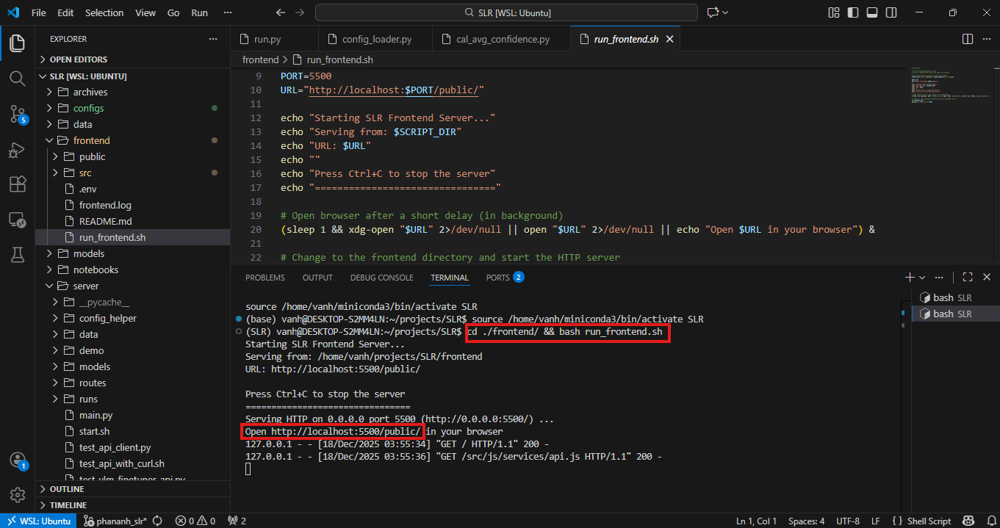 File Edit Selection View Go Run ··· SLR [WSL: Ubuntu]
EXPLORER ···
OPEN EDITORS
SLR [WSL: UBUNTU]
archives
configs
data
frontend
public
src
.env
frontend.log
README.md
run_frontend.sh
models
notebooks
server
__pycache__
config_helper
data
demo
models
routes
runs
main.py
start.sh
test_api_client.py
test_api_with_curl.sh
test_vlm_finetuner_api.py
OUTLINE
TIMELINE
5
1
run.py config_loader.py cal_avg_confidence.py run_frontend.sh
frontend > run_frontend.sh
9 PORT=5500
10 URL="http://localhost:$PORT/public/"
11
12 echo "Starting SLR Frontend Server..."
13 echo "Serving from: $SCRIPT_DIR"
14 echo "URL: $URL"
15 echo ""
16 echo "Press Ctrl+C to stop the server"
17 echo "================================"
18
19 # Open browser after a short delay (in background)
20 (sleep 1 && xdg-open "$URL" 2>/dev/null || open "$URL" 2>/dev/null || echo "Open $URL in your browser") &
21
22 # Change to the frontend directory and start the HTTP server
PROBLEMS OUTPUT DEBUG CONSOLE TERMINAL PORTS 2
source /home/vanh/miniconda3/bin/activate SLR
(base) vanh@DESKTOP-S2MM4LN:~/projects/SLR$ source /home/vanh/miniconda3/bin/activate SLR
(SLR) vanh@DESKTOP-S2MM4LN:~/projects/SLR$ cd ./frontend/ && bash run_frontend.sh
Starting SLR Frontend Server...
Serving from: /home/vanh/projects/SLR/frontend
URL: http://localhost:5500/public/
Press Ctrl+C to stop the server
================================
Serving HTTP on 0.0.0.0 port 5500 (http://0.0.0.0:5500/) ...
Open http://localhost:5500/public/ in your browser
127.0.0.1 - - [18/Dec/2025 03:55:34] "GET / HTTP/1.1" 200 -
127.0.0.1 - - [18/Dec/2025 03:55:36] "GET /src/js/services/api.js HTTP/1.1" 200 -
bash SLR
bash SLR
WSL: Ubuntu phananh_slr* 0 0 2 Ln 1, Col 1 Spaces: 4 UTF-8 LF {} Shell Script